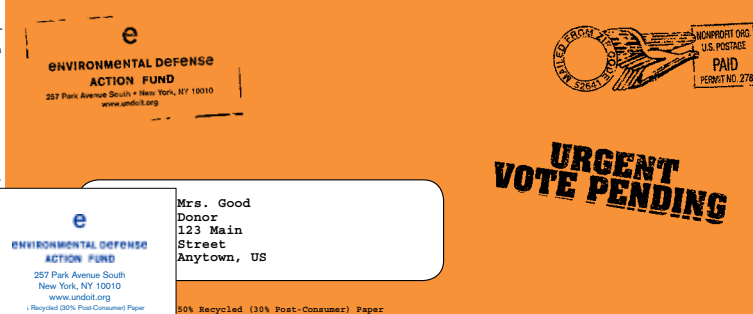 e
ENVIRONMENTAL DEFENSE
ACTION FUND
257 Park Avenue South • New York, NY 10010
www.undoit.org
MAILED FROM ZIP CODE
52641
NONPROFIT ORG.
U.S. POSTAGE
PAID
PERMIT NO. 278
URGENT
VOTE PENDING
Mrs. Good
Donor
123 Main
Street
Anytown, US
e
ENVIRONMENTAL DEFENSE
ACTION FUND
257 Park Avenue South
New York, NY 10010
www.undoit.org
Recycled (30% Post-Consumer) Paper
50% Recycled (30% Post-Consumer) Paper